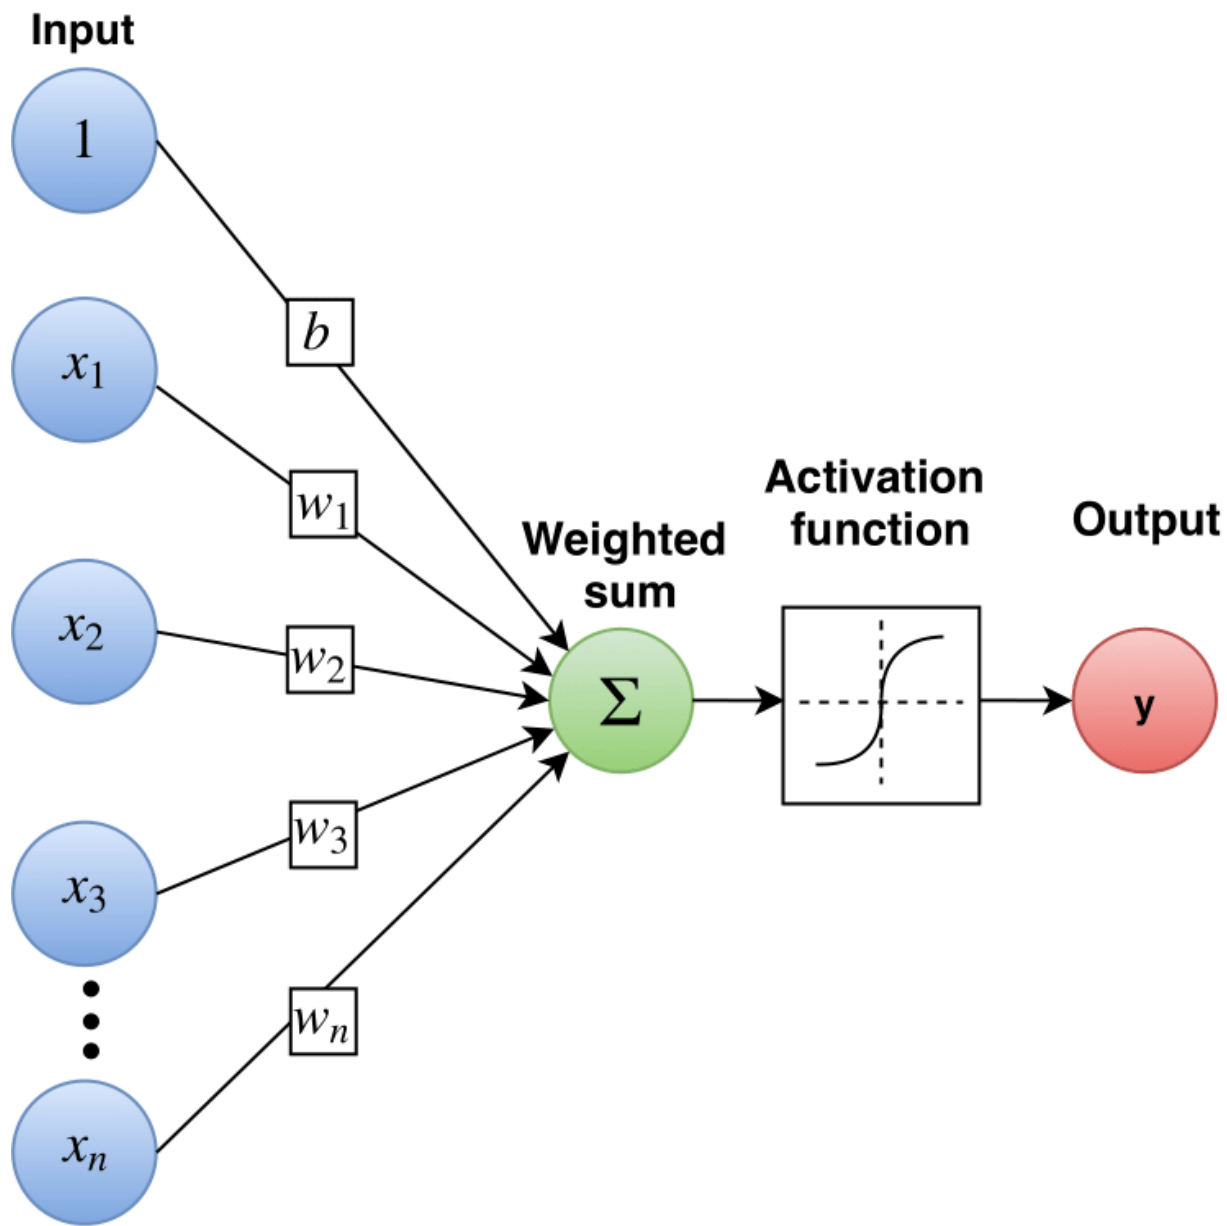 Input
1
b
x₁
w₁
x₂
w₂
x₃
w₃
xₙ
wₙ
Weighted
sum
Σ
Activation
function
Output
y